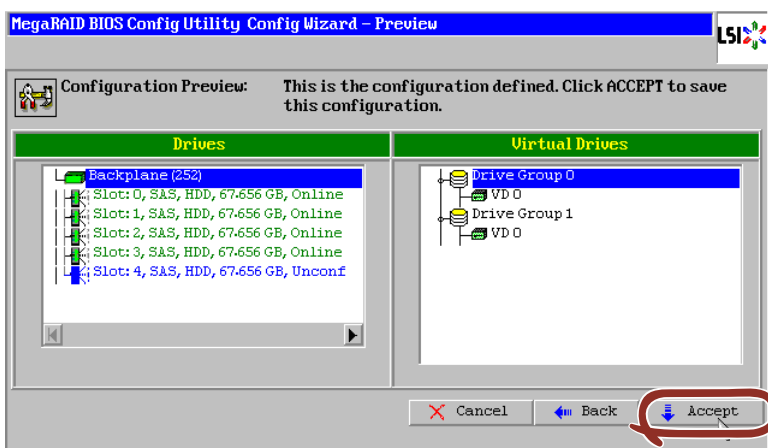 MegaRAID BIOS Config Utility Config Wizard – Preview
LSI
Configuration Preview: This is the configuration defined. Click ACCEPT to save
this configuration.
Drives
Backplane (252)
Slot: 0, SAS, HDD, 67.656 GB, Online
Slot: 1, SAS, HDD, 67.656 GB, Online
Slot: 2, SAS, HDD, 67.656 GB, Online
Slot: 3, SAS, HDD, 67.656 GB, Online
Slot: 4, SAS, HDD, 67.656 GB, Unconf
Virtual Drives
Drive Group 0
VD 0
Drive Group 1
VD 0
Cancel
Back
Accept